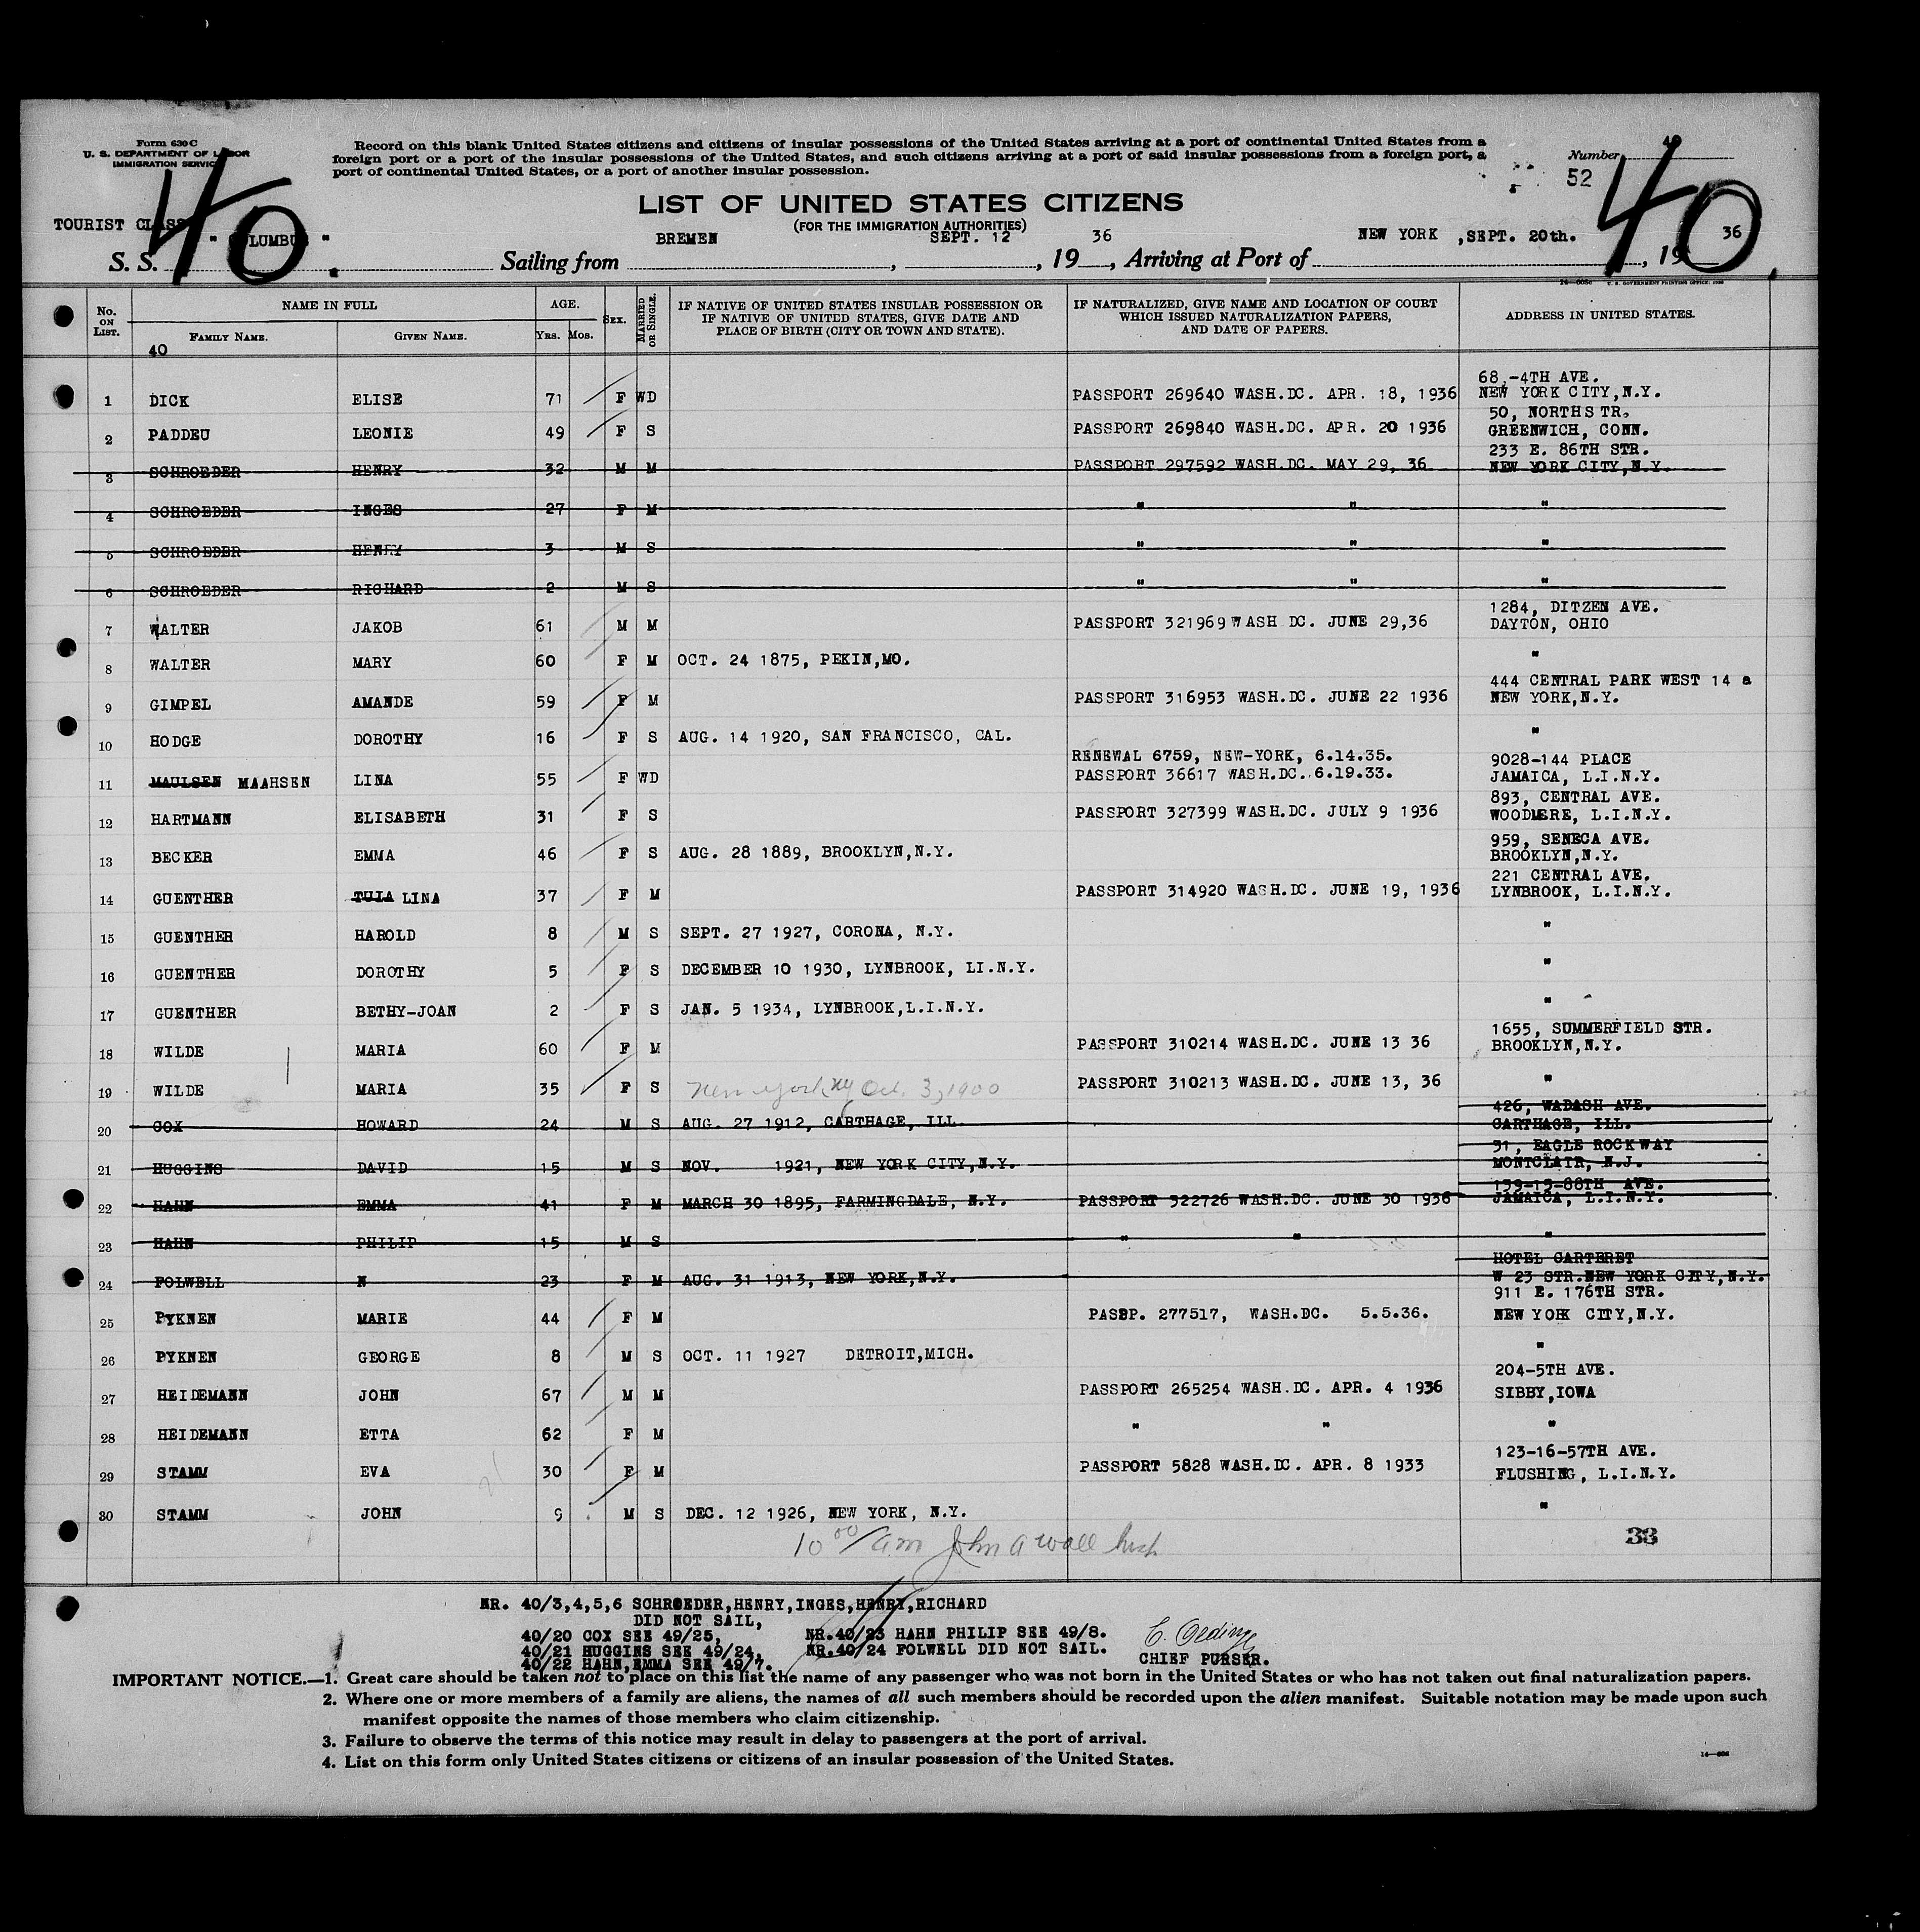 Form 630 C
U. S. DEPARTMENT OF LABOR
IMMIGRATION SERVICE
Record on this blank United States citizens and citizens of insular possessions of the United States arriving at a port of continental United States from a
foreign port or a port of the insular possessions of the United States, and such citizens arriving at a port of said insular possessions from a foreign port, a
port of continental United States, or a port of another insular possession.
Number
52
40
40
LIST OF UNITED STATES CITIZENS
(FOR THE IMMIGRATION AUTHORITIES)
TOURIST CLASS
S. S. " COLUMBUS " Sailing from BREMEN, SEPT. 12, 1936, Arriving at Port of NEW YORK, SEPT. 20th., 1936
No. ON LIST. NAME IN FULL AGE. SEX. MARRIED OR SINGLE. IF NATIVE OF UNITED STATES INSULAR POSSESSION OR IF NATIVE OF UNITED STATES, GIVE DATE AND PLACE OF BIRTH (CITY OR TOWN AND STATE). IF NATURALIZED, GIVE NAME AND LOCATION OF COURT WHICH ISSUED NATURALIZATION PAPERS, AND DATE OF PAPERS. ADDRESS IN UNITED STATES.
40 FAMILY NAME. GIVEN NAME. YRS. MOS.
68,-4TH AVE.
1 DICK ELISE 71 F WD PASSPORT 269640 WASH.DC. APR. 18, 1936 NEW YORK CITY,N.Y.
50, NORTHSTR,
2 PADDEU LEONIE 49 F S PASSPORT 269840 WASH.DC. APR. 20 1936 GREENWICH, CONN.
233 E. 86TH STR.
3 SCHROEDER HENRY 32 M M PASSPORT 297592 WASH.DC. MAY 29, 36 NEW YORK CITY,N.Y.
4 SCHROEDER INGES 27 F M " " "
5 SCHROEDER HENRY 3 M S " " "
6 SCHROEDER RICHARD 2 M S " " "
1284, DITZEN AVE.
7 WALTER JAKOB 61 M M PASSPORT 321969 WASH DC. JUNE 29,36 DAYTON, OHIO
8 WALTER MARY 60 F M OCT. 24 1875, PEKIN,MO. "
444 CENTRAL PARK WEST 14 a
9 GIMPEL AMANDE 59 F M PASSPORT 316953 WASH.DC. JUNE 22 1936 NEW YORK,N.Y.
10 HODGE DOROTHY 16 F S AUG. 14 1920, SAN FRANCISCO, CAL. "
RENEWAL 6759, NEW-YORK, 6.14.35. 9028-144 PLACE
11 MAULSEN MAAHSEN LINA 55 F WD PASSPORT 36617 WASH.DC. 6.19.33. JAMAICA, L.I.N.Y.
893, CENTRAL AVE.
12 HARTMANN ELISABETH 31 F S PASSPORT 327399 WASH.DC. JULY 9 1936 WOODMERE, L.I.N.Y.
959, SENECA AVE.
13 BECKER EMMA 46 F S AUG. 28 1889, BROOKLYN,N.Y. BROOKLYN,N.Y.
221 CENTRAL AVE.
14 GUENTHER TUIA LINA 37 F M PASSPORT 314920 WASH.DC. JUNE 19, 1936 LYNBROOK, L.I.N.Y.
15 GUENTHER HAROLD 8 M S SEPT. 27 1927, CORONA, N.Y. "
16 GUENTHER DOROTHY 5 F S DECEMBER 10 1930, LYNBROOK, LI.N.Y. "
17 GUENTHER BETHY-JOAN 2 F S JAN. 5 1934, LYNBROOK,L.I.N.Y. "
1655, SUMMERFIELD STR.
18 WILDE MARIA 60 F M PASSPORT 310214 WASH.DC. JUNE 13 36 BROOKLYN,N.Y.
19 WILDE MARIA 35 F S New York NY Oct. 3, 1900 PASSPORT 310213 WASH.DC. JUNE 13, 36 "
426, WABASH AVE.
20 COX HOWARD 24 M S AUG. 27 1912, CARTHAGE, ILL. CARTHAGE, ILL.
31, EAGLE ROCKWAY
21 HUGGINS DAVID 15 M S NOV. 1921, NEW YORK CITY,N.Y. MONTCLAIR, N.J.
159-15-88TH AVE.
22 HAHN EMMA 41 F M MARCH 30 1895, FARMINGDALE, N.Y. PASSPORT 322726 WASH.DC. JUNE 30 1936 JAMAICA, L.I.N.Y.
23 HAHN PHILIP 15 M S " " "
HOTEL CARTERET
24 FOLWELL N 23 F M AUG. 31 1913, NEW YORK,N.Y. W 23 STR.NEW YORK CITY,N.Y.
911 E. 176TH STR.
25 PYKNEN MARIE 44 F M PASSP. 277517, WASH.DC. 5.5.36. NEW YORK CITY,N.Y.
26 PYKNEN GEORGE 8 M S OCT. 11 1927 DETROIT,MICH. "
204-5TH AVE.
27 HEIDEMANN JOHN 67 M M PASSPORT 265254 WASH.DC. APR. 4 1936 SIBBY,IOWA
28 HEIDEMANN ETTA 62 F M " " "
123-16-57TH AVE.
29 STAMM EVA 30 F M PASSPORT 5828 WASH.DC. APR. 8 1933 FLUSHING, L.I.N.Y.
30 STAMM JOHN 9 M S DEC. 12 1926, NEW YORK, N.Y. "
10 00/am John A Wall Insp
33
NR. 40/3,4,5,6 SCHROEDER,HENRY,INGES,HENRY,RICHARD
DID NOT SAIL,
40/20 COX SEE 49/25, NR.40/23 HAHN PHILIP SEE 49/8.
40/21 HUGGINS SEE 49/24, NR.40/24 FOLWELL DID NOT SAIL.
40/22 HAHN,EMMA SEE 49/7. CHIEF PURSER.
IMPORTANT NOTICE.—1. Great care should be taken not to place on this list the name of any passenger who was not born in the United States or who has not taken out final naturalization papers.
2. Where one or more members of a family are aliens, the names of all such members should be recorded upon the alien manifest. Suitable notation may be made upon such
manifest opposite the names of those members who claim citizenship.
3. Failure to observe the terms of this notice may result in delay to passengers at the port of arrival.
4. List on this form only United States citizens or citizens of an insular possession of the United States.